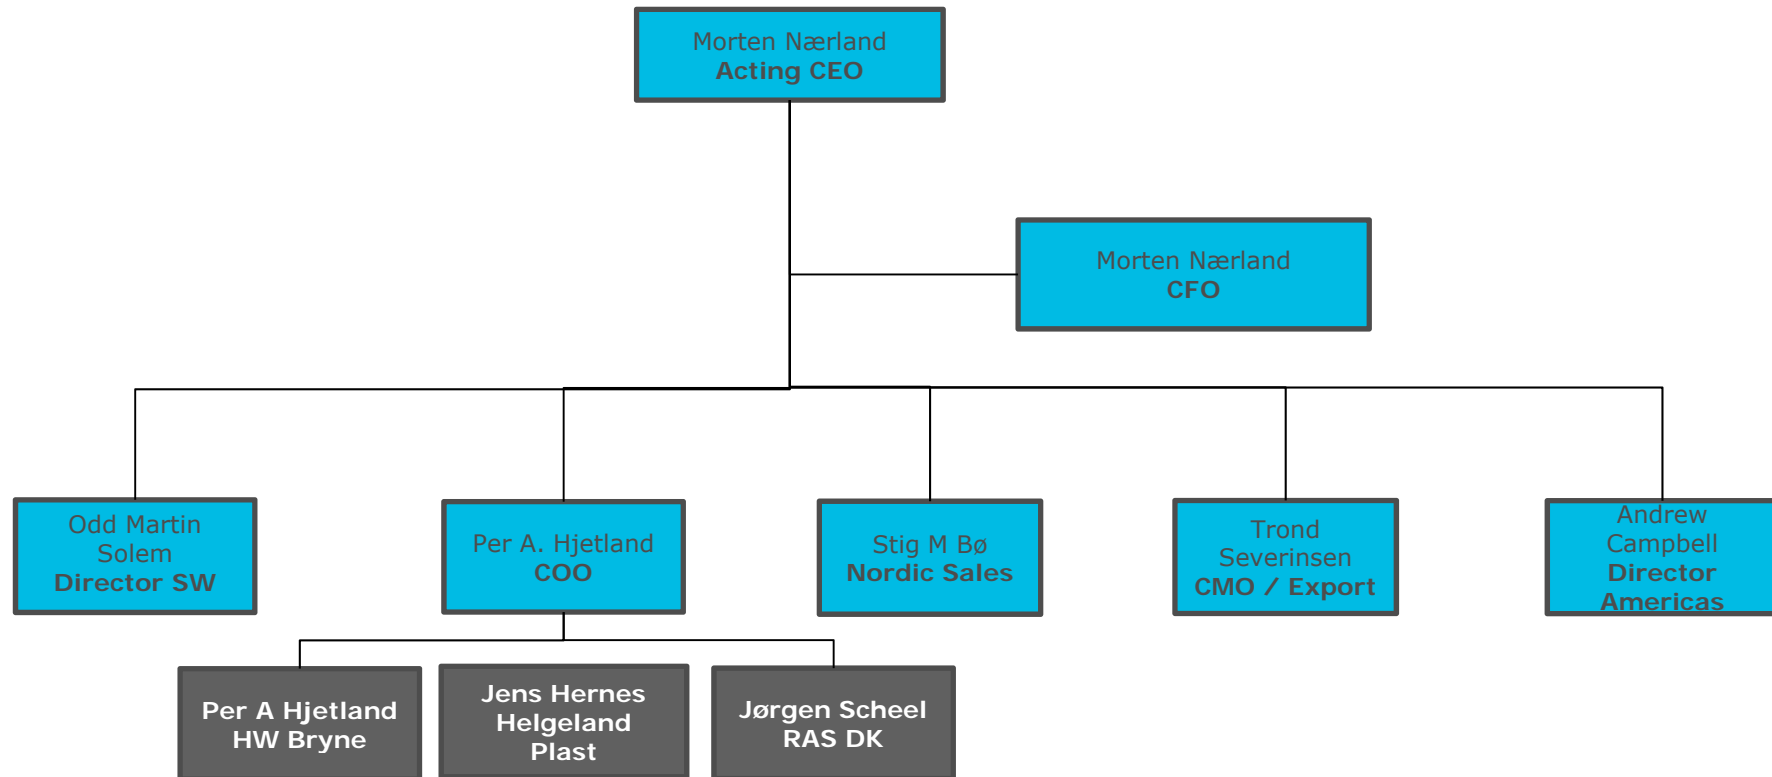 Morten Nærland
Acting CEO
Morten Nærland
CFO
Odd Martin
Solem
Director SW
Per A. Hjetland
COO
Stig M Bø
Nordic Sales
Trond
Severinsen
CMO / Export
Andrew
Campbell
Director
Americas
Per A Hjetland
HW Bryne
Jens Hernes
Helgeland
Plast
Jørgen Scheel
RAS DK